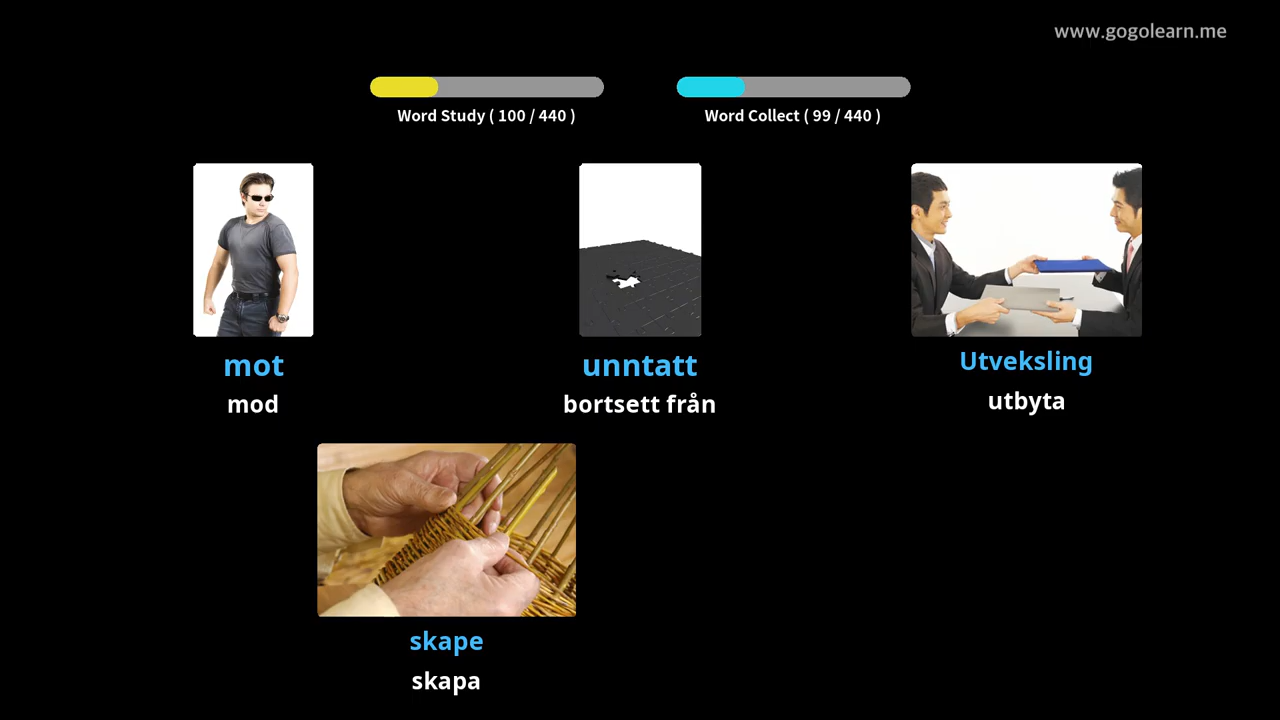 www.gogolearn.me
Word Study ( 100 / 440 )
Word Collect ( 99 / 440 )
mot
mod
unntatt
bortsett från
Utveksling
utbyta
skape
skapa